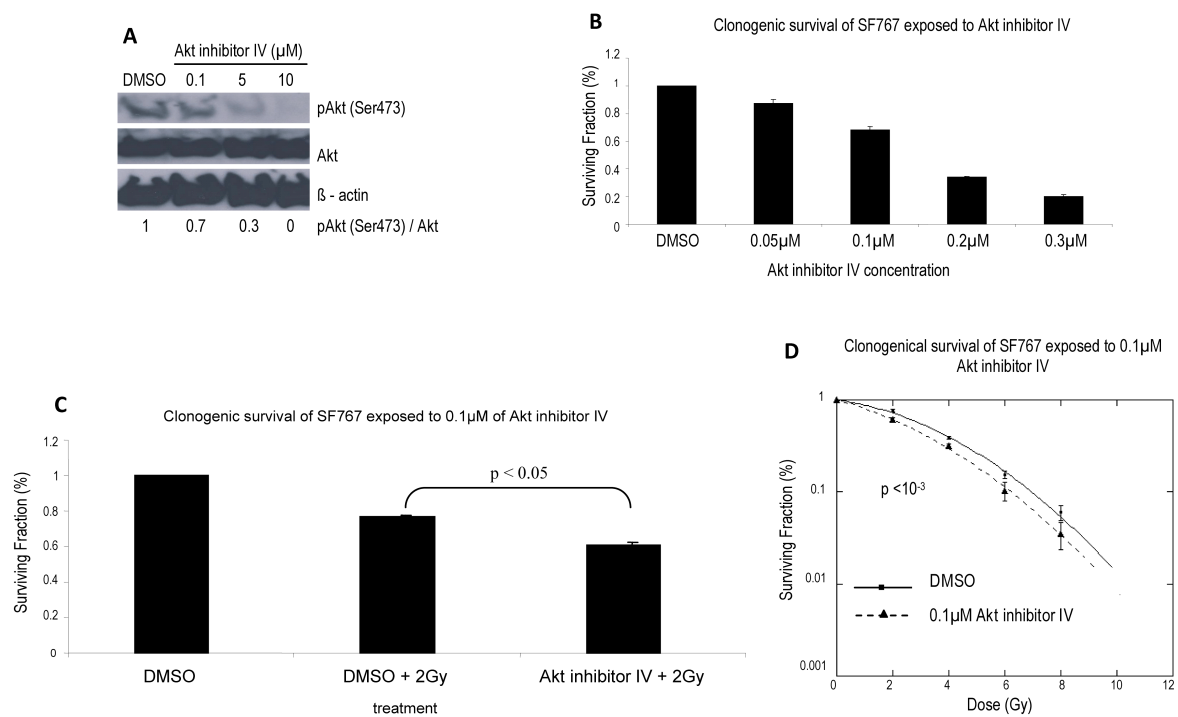 A
Akt inhibitor IV (µM)
DMSO 0.1 5 10
pAkt (Ser473)
Akt
ß - actin
1 0.7 0.3 0 pAkt (Ser473) / Akt
B
Clonogenic survival of SF767 exposed to Akt inhibitor IV
Surviving Fraction (%)
1.2
1
0.8
0.6
0.4
0.2
0
DMSO 0.05µM 0.1µM 0.2µM 0.3µM
Akt inhibitor IV concentration
C
Clonogenic survival of SF767 exposed to 0.1µM of Akt inhibitor IV
Surviving Fraction (%)
1.2
1
0.8
0.6
0.4
0.2
0
p < 0.05
DMSO DMSO + 2Gy Akt inhibitor IV + 2Gy
treatment
D
Clonogenical survival of SF767 exposed to 0.1µM
Akt inhibitor IV
Surviving Fraction (%)
1
0.1
0.01
0.001
p <10-3
DMSO
0.1µM Akt inhibitor IV
0 2 4 6 8 10 12
Dose (Gy)